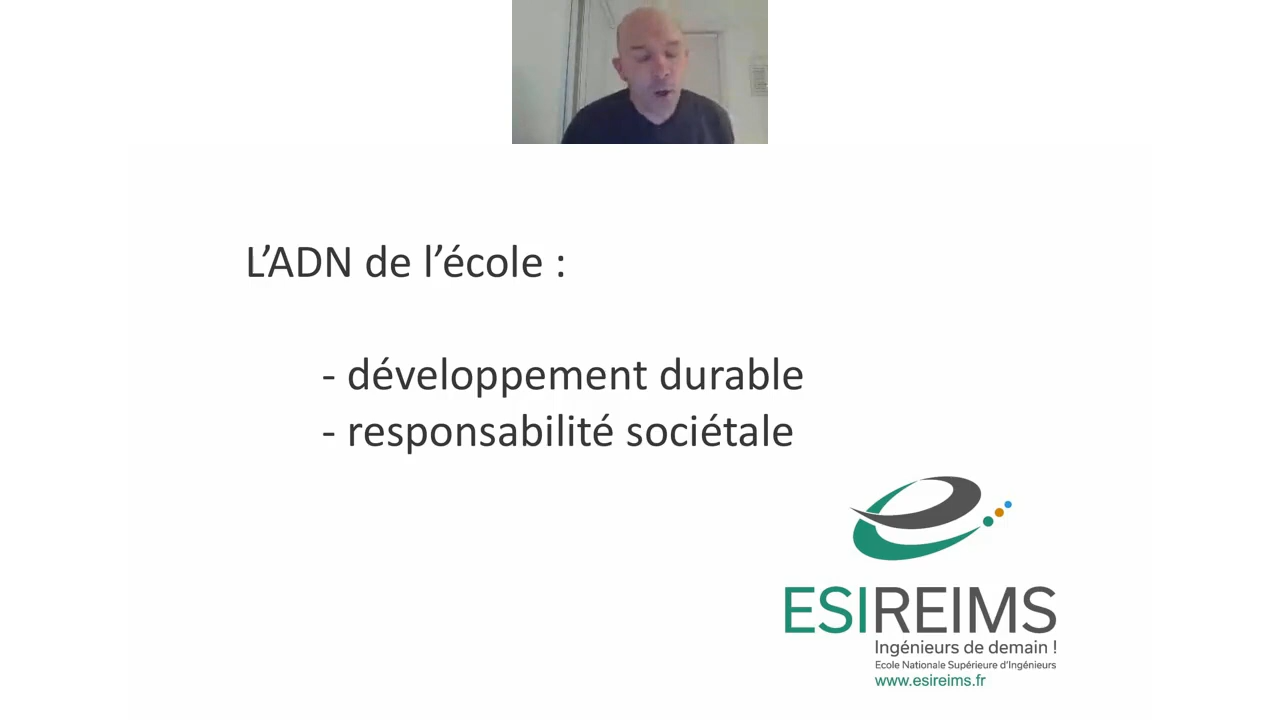 L’ADN de l’école :
- développement durable
- responsabilité sociétale
ESIREIMS
Ingénieurs de demain !
Ecole Nationale Supérieure d’Ingénieurs
www.esireims.fr